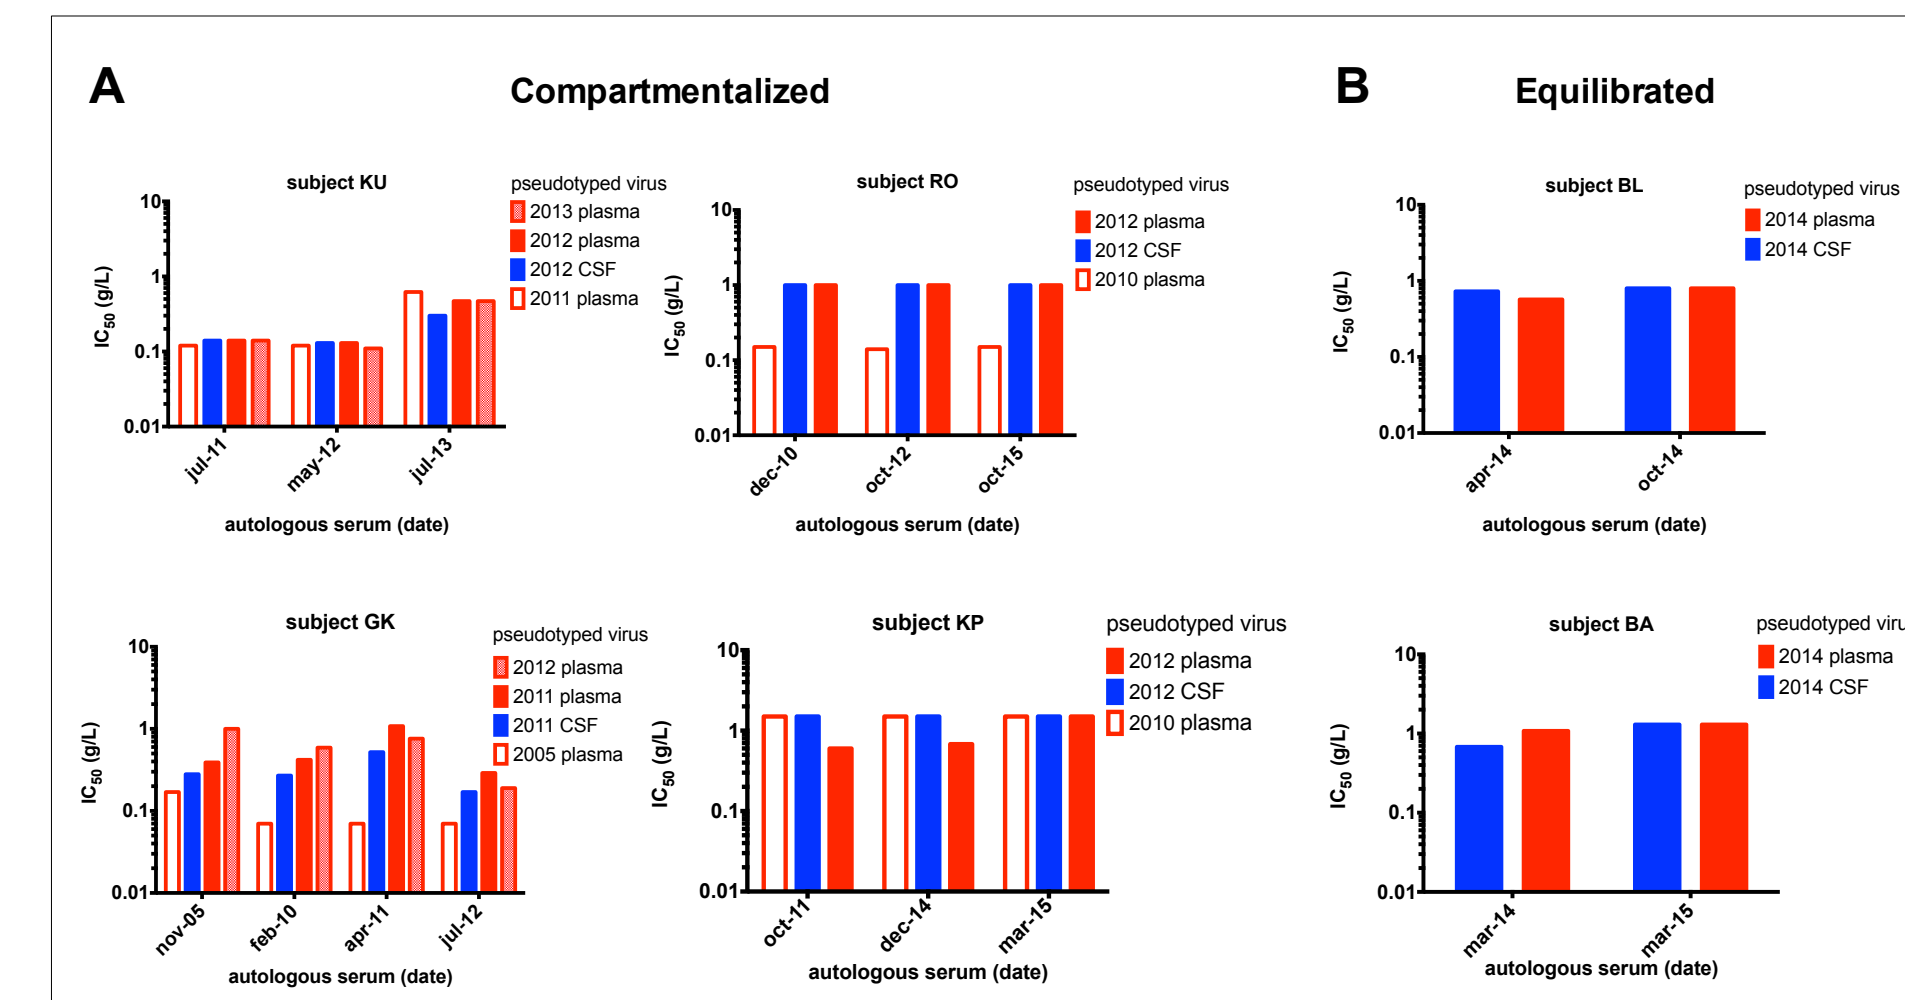 A
Compartmentalized
B
Equilibrated
subject KU
pseudotyped virus
2013 plasma
2012 plasma
2012 CSF
2011 plasma
IC50 (g/L)
10
1
0.1
0.01
jul-11
may-12
jul-13
autologous serum (date)
subject RO
pseudotyped virus
2012 plasma
2012 CSF
2010 plasma
IC50 (g/L)
10
1
0.1
0.01
dec-10
oct-12
oct-15
autologous serum (date)
subject BL
pseudotyped virus
2014 plasma
2014 CSF
IC50 (g/L)
10
1
0.1
0.01
apr-14
oct-14
autologous serum (date)
subject GK
pseudotyped virus
2012 plasma
2011 plasma
2011 CSF
2005 plasma
IC50 (g/L)
10
1
0.1
0.01
nov-05
feb-10
apr-11
jul-12
autologous serum (date)
subject KP
pseudotyped virus
2012 plasma
2012 CSF
2010 plasma
IC50 (g/L)
10
1
0.1
0.01
oct-11
dec-14
mar-15
autologous serum (date)
subject BA
pseudotyped viru
2014 plasma
2014 CSF
IC50 (g/L)
10
1
0.1
0.01
mar-14
mar-15
autologous serum (date)